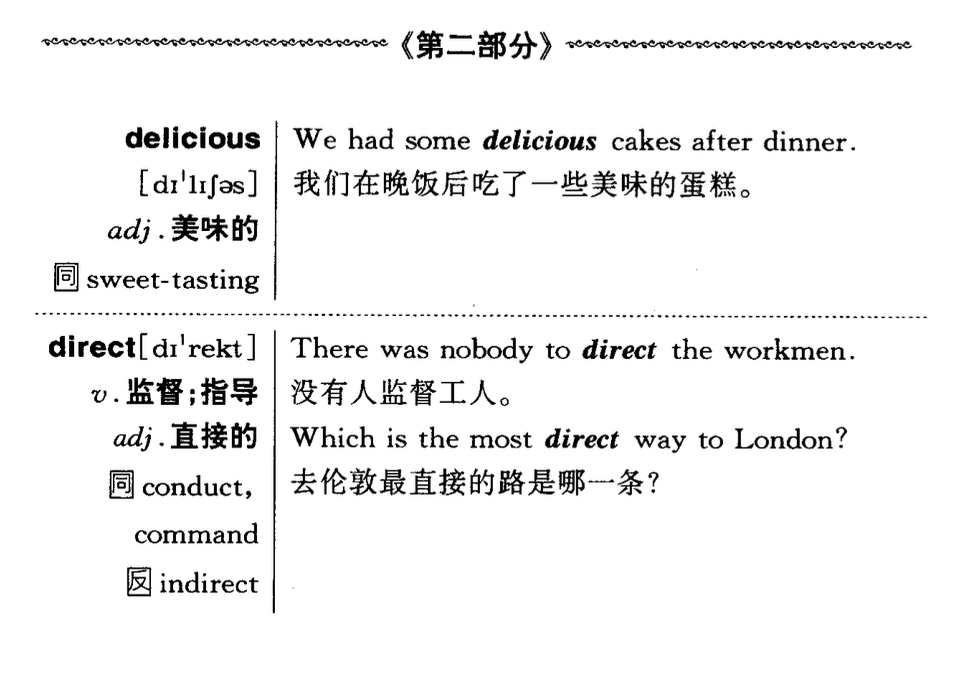 《第二部分》
delicious
[dɪˈlɪʃəs]
adj.美味的
同 sweet-tasting
We had some delicious cakes after dinner.
我们在晚饭后吃了一些美味的蛋糕。
direct[dɪˈrekt]
v.监督;指导
adj.直接的
同 conduct,
command
反 indirect
There was nobody to direct the workmen.
没有人监督工人。
Which is the most direct way to London?
去伦敦最直接的路是哪一条?